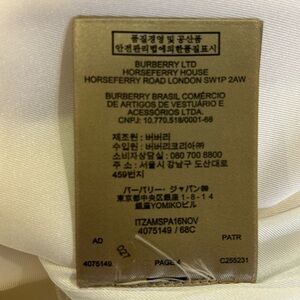 품질경영 및 공산품
안전관리법에의한품질표시
BURBERRY LTD
HORSEFERRY HOUSE
HORSEFERRY ROAD LONDON SW1P 2AW
BURBERRY BRASIL COMÉRCIO
DE ARTIGOS DE VESTUÁRIO E
ACESSÓRIOS LTDA.
CNPJ: 10.770.518/0001-66
제조원 : 버버리
수입원 : 버버리코리아㈜
소비자상담실 : 080 700 8800
주소 : 서울시 강남구 도산대로
459번지
バーバリー・ジャパン㈱
東京都中央区銀座1-8-14
銀座YOMIKOビル
ITZAMSPA16NOV
4075149 / 68C
AD
027
PATR
4075149
PAGE 4
C255231